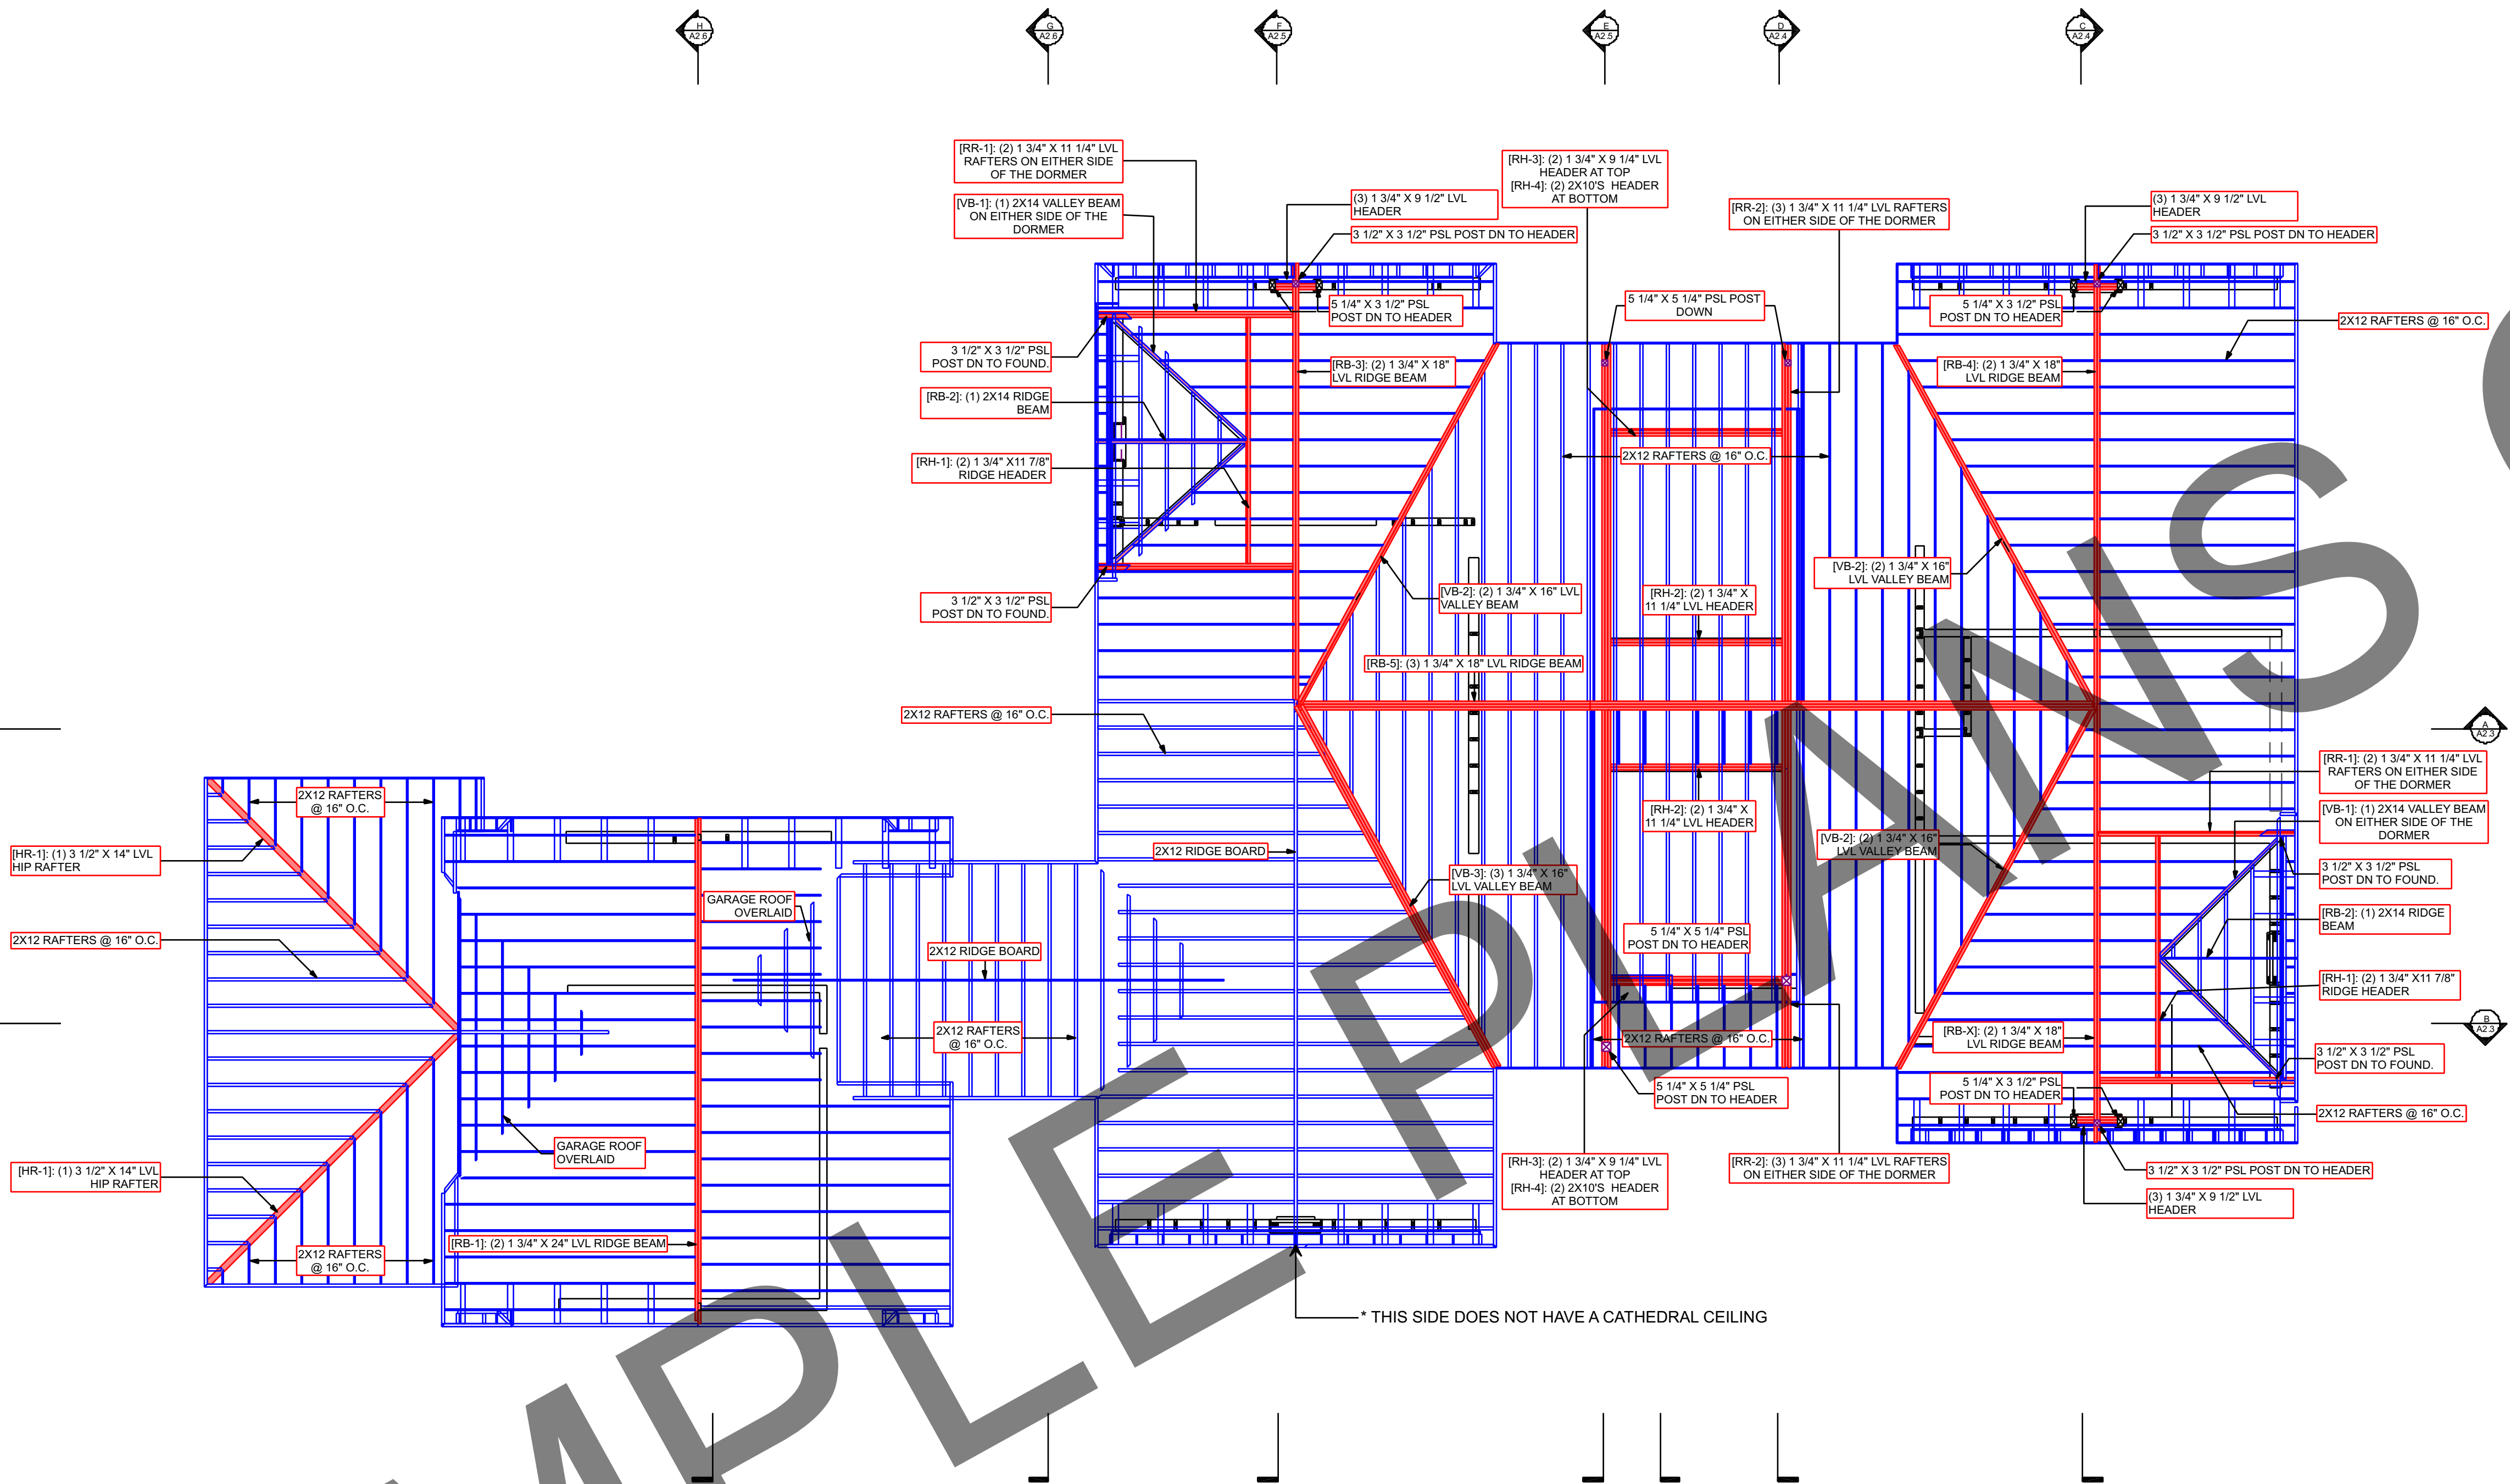 H
A2.6
G
A2.6
F
A2.5
E
A2.5
D
A2.4
C
A2.4
[RR-1]: (2) 1 3/4" X 11 1/4" LVL
RAFTERS ON EITHER SIDE
OF THE DORMER
[VB-1]: (1) 2X14 VALLEY BEAM
ON EITHER SIDE OF THE
DORMER
(3) 1 3/4" X 9 1/2" LVL
HEADER
3 1/2" X 3 1/2" PSL POST DN TO HEADER
[RH-3]: (2) 1 3/4" X 9 1/4" LVL
HEADER AT TOP
[RH-4]: (2) 2X10'S HEADER
AT BOTTOM
[RR-2]: (3) 1 3/4" X 11 1/4" LVL RAFTERS
ON EITHER SIDE OF THE DORMER
(3) 1 3/4" X 9 1/2" LVL
HEADER
3 1/2" X 3 1/2" PSL POST DN TO HEADER
5 1/4" X 3 1/2" PSL
POST DN TO HEADER
5 1/4" X 5 1/4" PSL POST
DOWN
5 1/4" X 3 1/2" PSL
POST DN TO HEADER
2X12 RAFTERS @ 16" O.C.
3 1/2" X 3 1/2" PSL
POST DN TO FOUND.
[RB-3]: (2) 1 3/4" X 18"
LVL RIDGE BEAM
[RB-4]: (2) 1 3/4" X 18"
LVL RIDGE BEAM
[RB-2]: (1) 2X14 RIDGE
BEAM
[RH-1]: (2) 1 3/4" X11 7/8"
RIDGE HEADER
2X12 RAFTERS @ 16" O.C.
3 1/2" X 3 1/2" PSL
POST DN TO FOUND.
[VB-2]: (2) 1 3/4" X 16" LVL
VALLEY BEAM
[RH-2]: (2) 1 3/4" X
11 1/4" LVL HEADER
[VB-2]: (2) 1 3/4" X 16"
LVL VALLEY BEAM
[RB-5]: (3) 1 3/4" X 18" LVL RIDGE BEAM
2X12 RAFTERS @ 16" O.C.
A
A2.3
[RR-1]: (2) 1 3/4" X 11 1/4" LVL
RAFTERS ON EITHER SIDE
OF THE DORMER
2X12 RAFTERS
@ 16" O.C.
[RH-2]: (2) 1 3/4" X
11 1/4" LVL HEADER
[VB-1]: (1) 2X14 VALLEY BEAM
ON EITHER SIDE OF THE
DORMER
[HR-1]: (1) 3 1/2" X 14" LVL
HIP RAFTER
2X12 RIDGE BOARD
[VB-2]: (2) 1 3/4" X 16"
LVL VALLEY BEAM
[VB-3]: (3) 1 3/4" X 16"
LVL VALLEY BEAM
3 1/2" X 3 1/2" PSL
POST DN TO FOUND.
GARAGE ROOF
OVERLAID
[RB-2]: (1) 2X14 RIDGE
BEAM
2X12 RAFTERS @ 16" O.C.
2X12 RIDGE BOARD
5 1/4" X 5 1/4" PSL
POST DN TO HEADER
[RH-1]: (2) 1 3/4" X11 7/8"
RIDGE HEADER
2X12 RAFTERS
@ 16" O.C.
2X12 RAFTERS @ 16" O.C.
[RB-X]: (2) 1 3/4" X 18"
LVL RIDGE BEAM
B
A2.3
3 1/2" X 3 1/2" PSL
POST DN TO FOUND.
5 1/4" X 5 1/4" PSL
POST DN TO HEADER
5 1/4" X 3 1/2" PSL
POST DN TO HEADER
2X12 RAFTERS @ 16" O.C.
GARAGE ROOF
OVERLAID
[HR-1]: (1) 3 1/2" X 14" LVL
HIP RAFTER
[RH-3]: (2) 1 3/4" X 9 1/4" LVL
HEADER AT TOP
[RH-4]: (2) 2X10'S HEADER
AT BOTTOM
[RR-2]: (3) 1 3/4" X 11 1/4" LVL RAFTERS
ON EITHER SIDE OF THE DORMER
3 1/2" X 3 1/2" PSL POST DN TO HEADER
(3) 1 3/4" X 9 1/2" LVL
HEADER
[RB-1]: (2) 1 3/4" X 24" LVL RIDGE BEAM
2X12 RAFTERS
@ 16" O.C.
* THIS SIDE DOES NOT HAVE A CATHEDRAL CEILING
MPLE PLANS